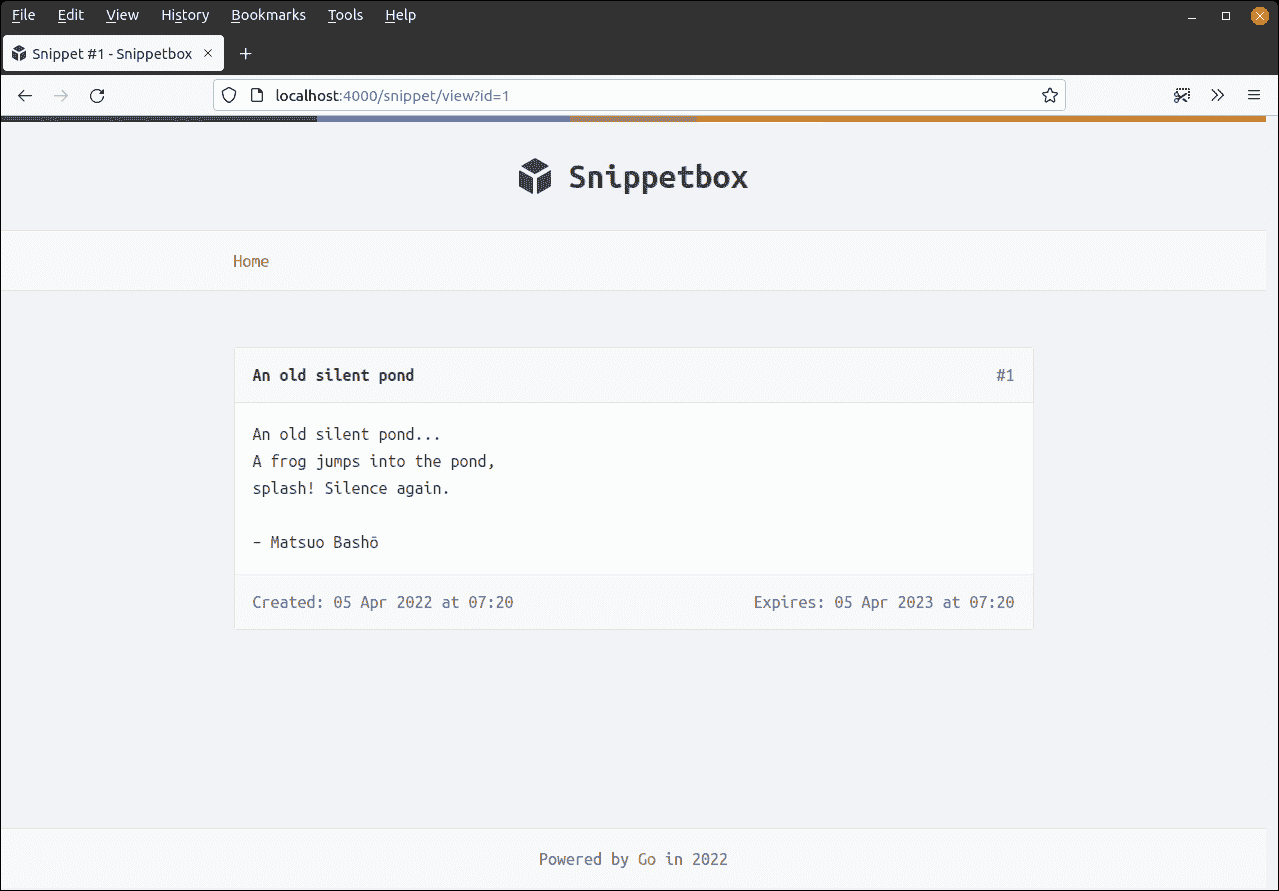 File Edit View History Bookmarks Tools Help
Snippet #1 - Snippetbox
localhost:4000/snippet/view?id=1
Snippetbox
Home
An old silent pond #1
An old silent pond...
A frog jumps into the pond,
splash! Silence again.
– Matsuo Bashō
Created: 05 Apr 2022 at 07:20 Expires: 05 Apr 2023 at 07:20
Powered by Go in 2022